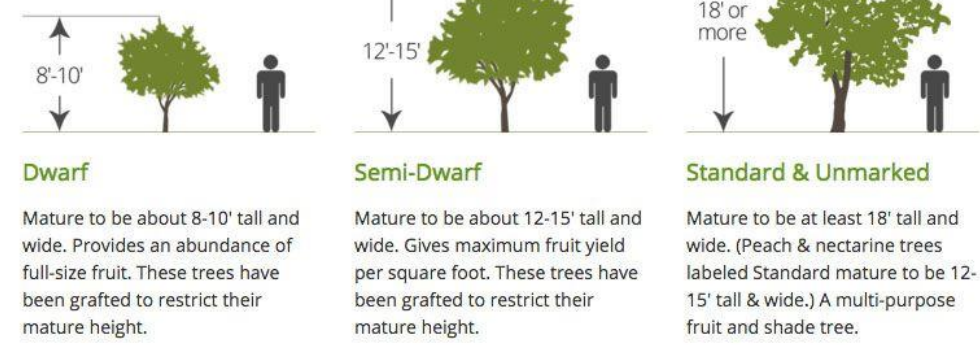 8'-10'
12'-15'
18' or
more
Dwarf
Mature to be about 8-10' tall and
wide. Provides an abundance of
full-size fruit. These trees have
been grafted to restrict their
mature height.
Semi-Dwarf
Mature to be about 12-15' tall and
wide. Gives maximum fruit yield
per square foot. These trees have
been grafted to restrict their
mature height.
Standard & Unmarked
Mature to be at least 18' tall and
wide. (Peach & nectarine trees
labeled Standard mature to be 12-
15' tall & wide.) A multi-purpose
fruit and shade tree.